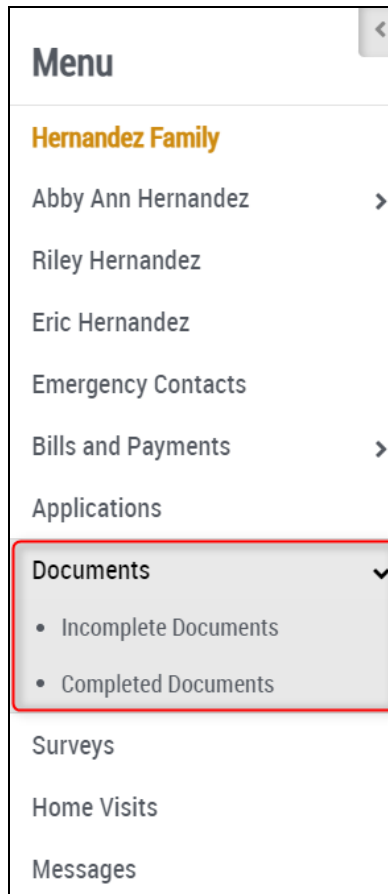 Menu
Hernandez Family
Abby Ann Hernandez
Riley Hernandez
Eric Hernandez
Emergency Contacts
Bills and Payments
Applications
Documents
• Incomplete Documents
• Completed Documents
Surveys
Home Visits
Messages